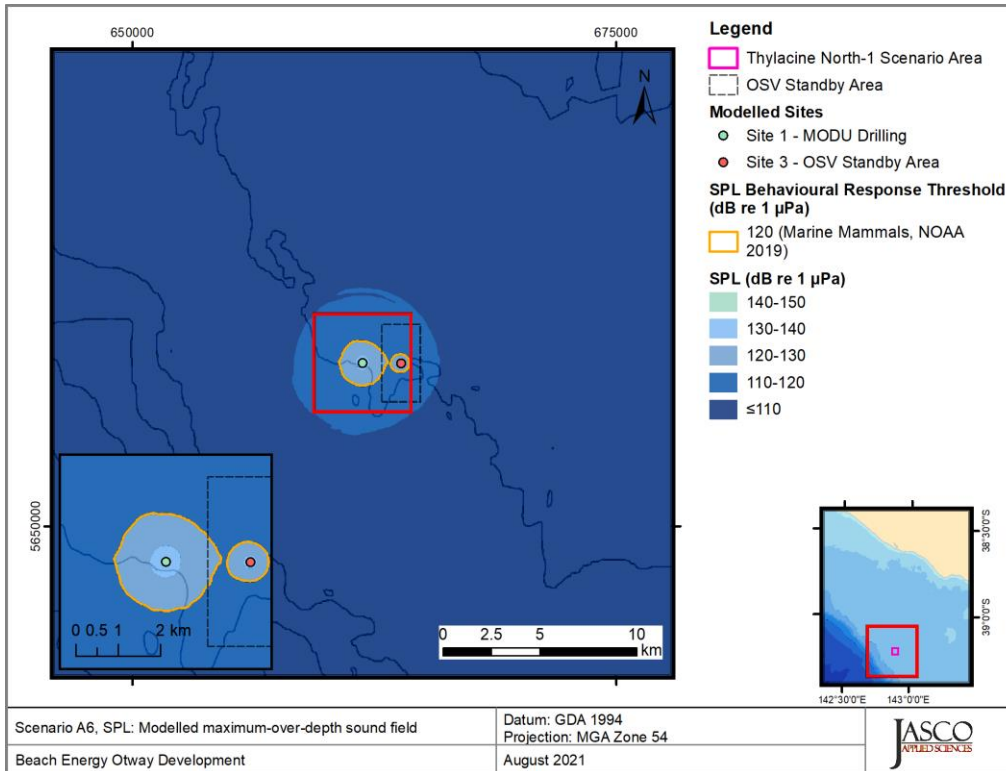 650000
675000
N
5650000
0 0.5 1 2 km
0 2.5 5 10
km
Legend
Thylacine North-1 Scenario Area
OSV Standby Area
Modelled Sites
Site 1 - MODU Drilling
Site 3 - OSV Standby Area
SPL Behavioural Response Threshold
(dB re 1 µPa)
120 (Marine Mammals, NOAA
2019)
SPL (dB re 1 µPa)
140-150
130-140
120-130
110-120
≤110
38°30'0"S
39°0'0"S
142°30'0"E 143°0'0"E
Scenario A6, SPL: Modelled maximum-over-depth sound field
Datum: GDA 1994
Projection: MGA Zone 54
Beach Energy Otway Development
August 2021
JASCO
APPLIED SCIENCES